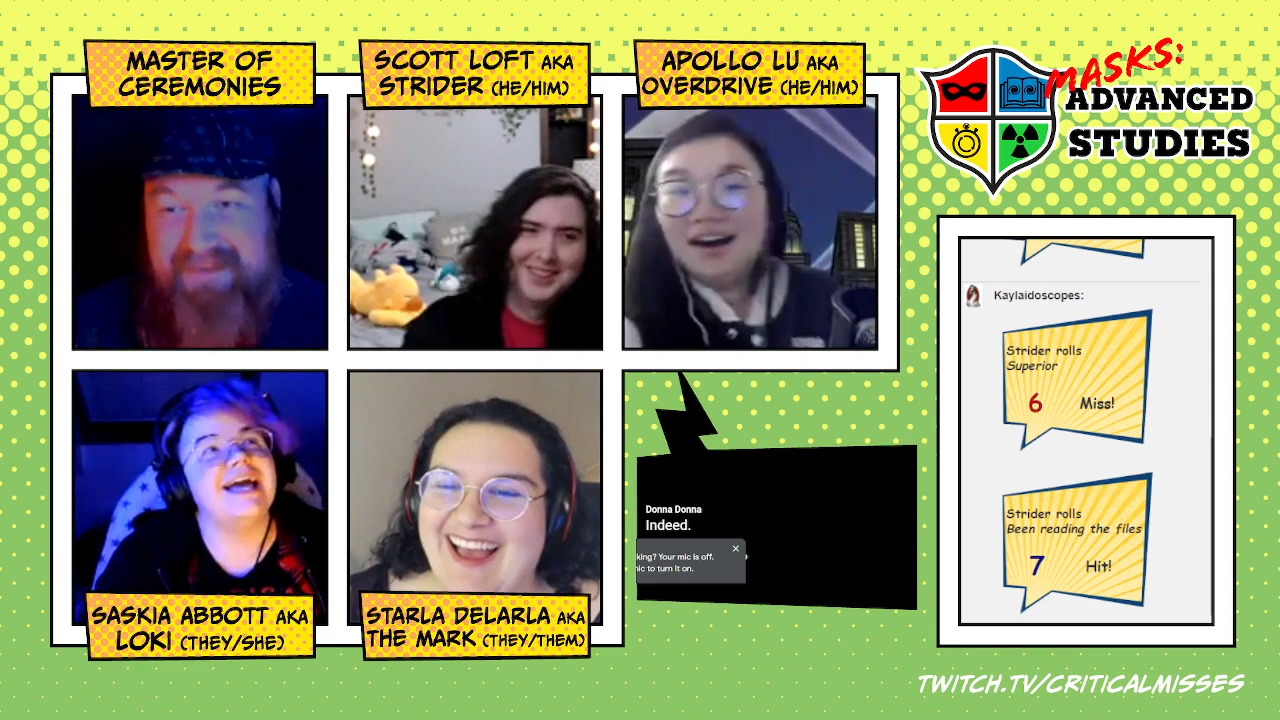 MASTER OF
CEREMONIES
SCOTT LOFT AKA
STRIDER (HE/HIM)
APOLLO LU AKA
OVERDRIVE (HE/HIM)
MASKS:
ADVANCED
STUDIES
Kaylaidoscopes:
Strider rolls
Superior
6 Miss!
Strider rolls
Been reading the files
7 Hit!
Donna Donna
Indeed.
king? Your mic is off.
ic to turn it on.
SASKIA ABBOTT AKA
LOKI (THEY/SHE)
STARLA DELARLA AKA
THE MARK (THEY/THEM)
TWITCH.TV/CRITICALMISSES